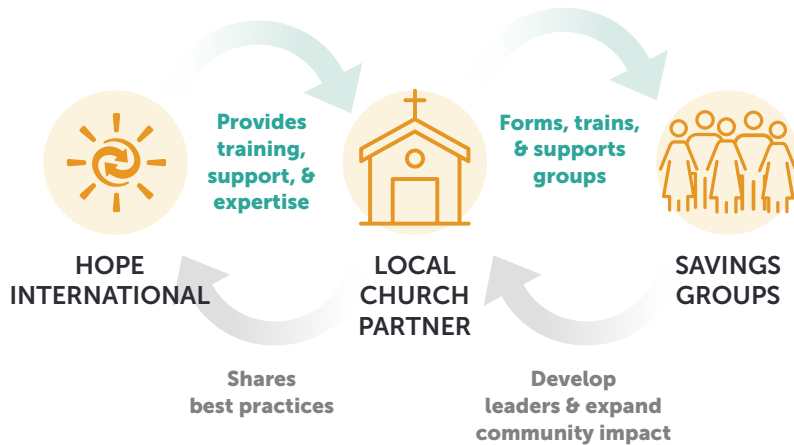 Provides
training,
support, &
expertise
Forms, trains,
& supports
groups
HOPE
INTERNATIONAL
LOCAL
CHURCH
PARTNER
SAVINGS
GROUPS
Shares
best practices
Develop
leaders & expand
community impact